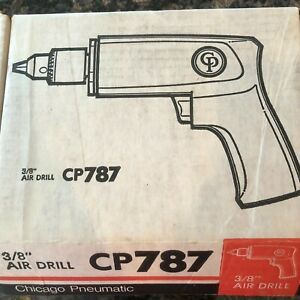 CP
3/8"
AIR DRILL CP787
3/8"
AIR DRILL CP787
Chicago Pneumatic
3/8"
AIR DRILL